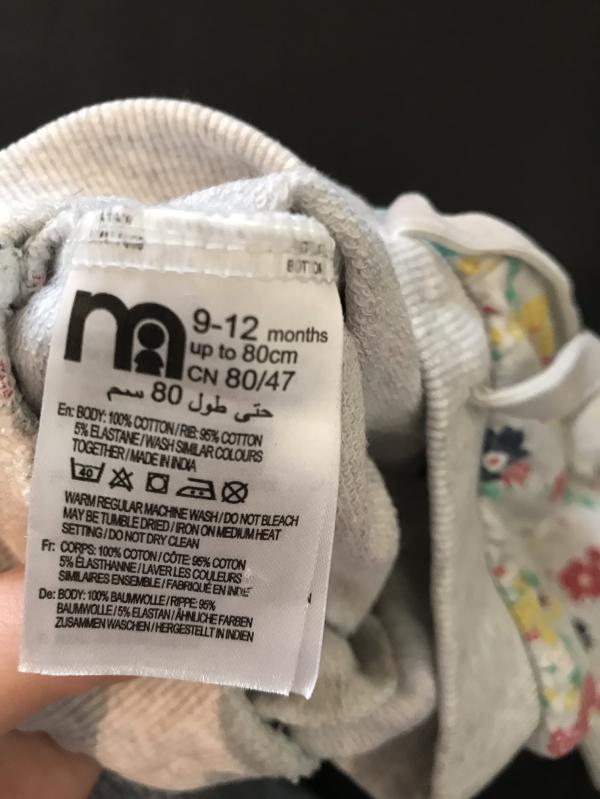 BOTTOM
m
9-12 months
up to 80cm
CN 80/47
حتى طول 80 سم
En: BODY: 100% COTTON / RIB: 95% COTTON
5% ELASTANE / WASH SIMILAR COLOURS
TOGETHER / MADE IN INDIA
40
WARM REGULAR MACHINE WASH / DO NOT BLEACH
MAY BE TUMBLE DRIED / IRON ON MEDIUM HEAT
SETTING / DO NOT DRY CLEAN
Fr: CORPS: 100% COTON / CÔTE: 95% COTON
5% ÉLASTHANNE / LAVER LES COULEURS
SIMILAIRES ENSEMBLE / FABRIQUÉ EN INDE
De: BODY: 100% BAUMWOLLE / RIPPE: 95%
BAUMWOLLE / 5% ELASTAN / ÄHNLICHE FARBEN
ZUSAMMEN WASCHEN / HERGESTELLT IN INDIEN